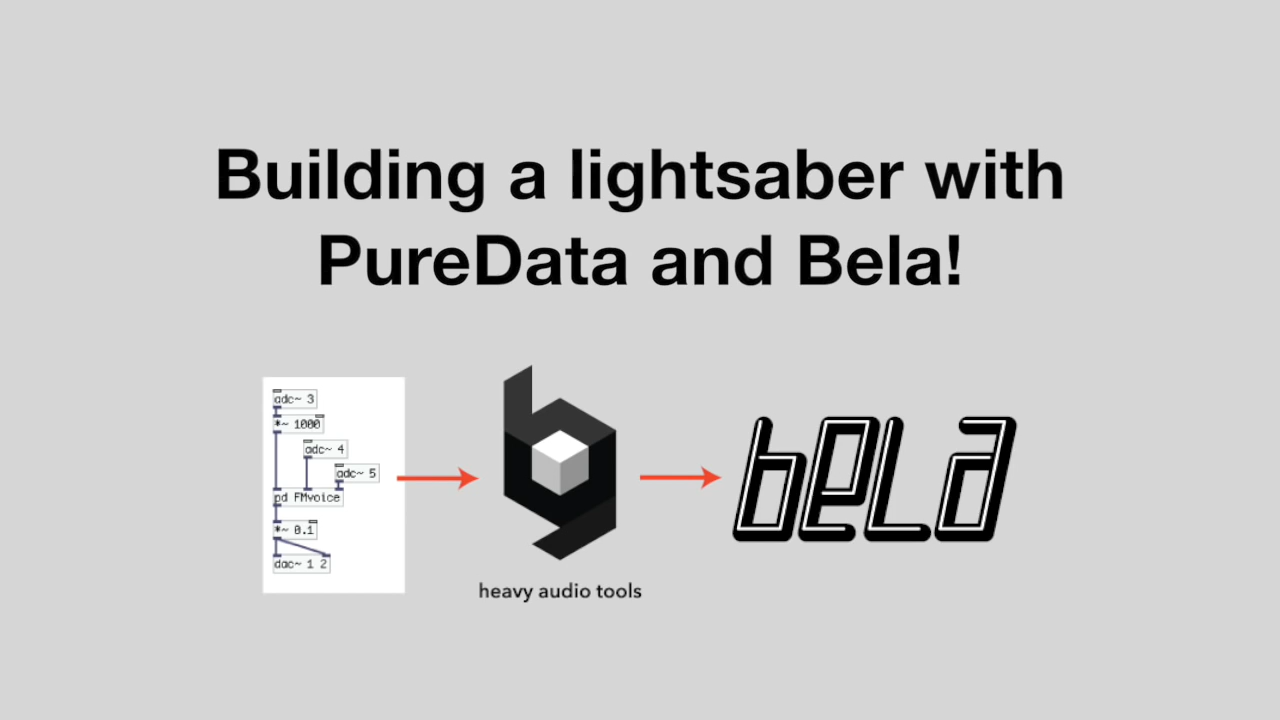 Building a lightsaber with
PureData and Bela!
adc~ 3
*~ 1000
adc~ 4
adc~ 5
pd FMvoice
*~ 0.1
dac~ 1 2
heavy audio tools
bela